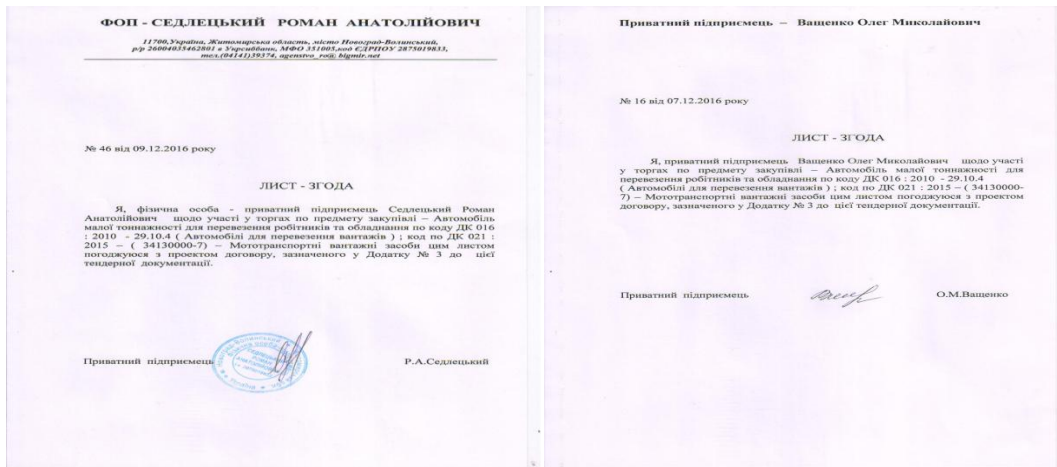 ФОП - СЕДЛЕЦЬКИЙ РОМАН АНАТОЛІЙОВИЧ
11700,Україна, Житомирська область, місто Новоград-Волинський,
р/р 26004035462801 в Укрсиббанк, МФО 351005,код ЄДРПОУ 2875019833,
тел.(04141)39374, agenstvo_ro@ bigmir.net
№ 46 від 09.12.2016 року
ЛИСТ - ЗГОДА
Я, фізична особа - приватний підприємець Седлецький Роман
Анатолійович щодо участі у торгах по предмету закупівлі – Автомобіль
малої тоннажності для перевезення робітників та обладнання по коду ДК 016
: 2010 - 29.10.4 ( Автомобілі для перевезення вантажів ) ; код по ДК 021 :
2015 – ( 34130000-7) – Мототранспортні вантажні засоби цим листом
погоджуюся з проектом договору, зазначеного у Додатку № 3 до цієї
тендерної документації.
Приватний підприємець
Р.А.Седлецький
Приватний підприємець – Ващенко Олег Миколайович
№ 16 від 07.12.2016 року
ЛИСТ - ЗГОДА
Я, приватний підприємець Ващенко Олег Миколайович щодо участі
у торгах по предмету закупівлі – Автомобіль малої тоннажності для
перевезення робітників та обладнання по коду ДК 016 : 2010 - 29.10.4
( Автомобілі для перевезення вантажів ) ; код по ДК 021 : 2015 – ( 34130000-
7) – Мототранспортні вантажні засоби цим листом погоджуюся з проектом
договору, зазначеного у Додатку № 3 до цієї тендерної документації.
Приватний підприємець
О.М.Ващенко